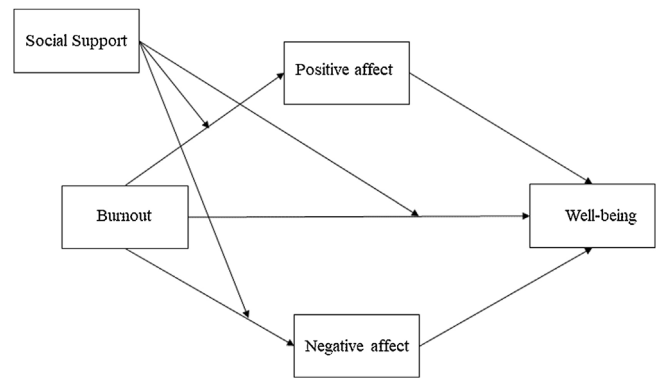 Social Support
Positive affect
Burnout
Well-being
Negative affect